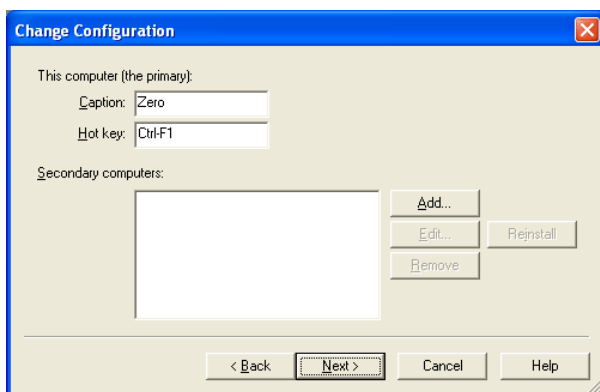 Change Configuration
This computer (the primary):
Caption: Zero
Hot key: Ctrl-F1
Secondary computers:
Add...
Edit... Reinstall
Remove
< Back Next > Cancel Help